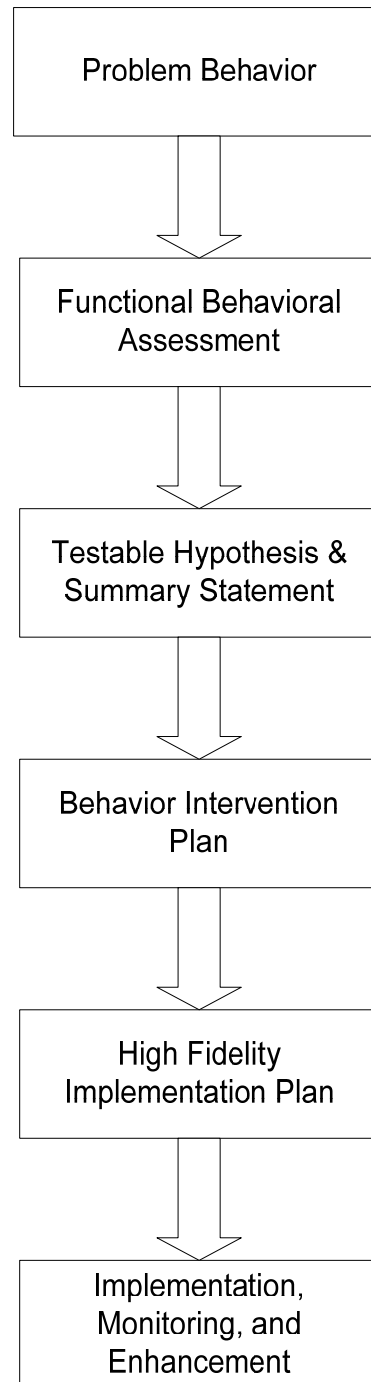 Problem Behavior
Functional Behavioral
Assessment
Testable Hypothesis &
Summary Statement
Behavior Intervention
Plan
High Fidelity
Implementation Plan
Implementation,
Monitoring, and
Enhancement